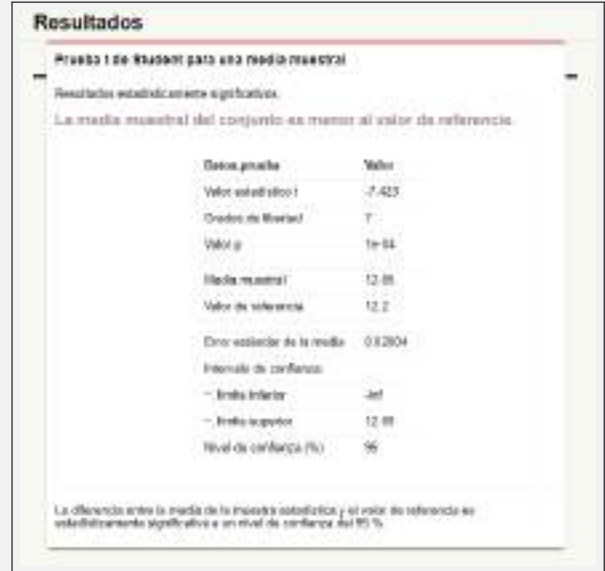 Resultados
Prueba t de Student para una media muestral
Resultados estadísticamente significativos.
La media muestral del conjunto es menor al valor de referencia.
Datos prueba Valor
Valor estadístico t -7.423
Grados de libertad 7
Valor p 1e-04
Media muestral 12.05
Valor de referencia 12.2
Error estándar de la media
Intervalo de confianza
- límite inferior -Inf
- límite superior
Nivel de confianza (%) 95
La diferencia entre la media de la muestra estadística y el valor de referencia es
estadísticamente significativa a un nivel de confianza del 95 %.